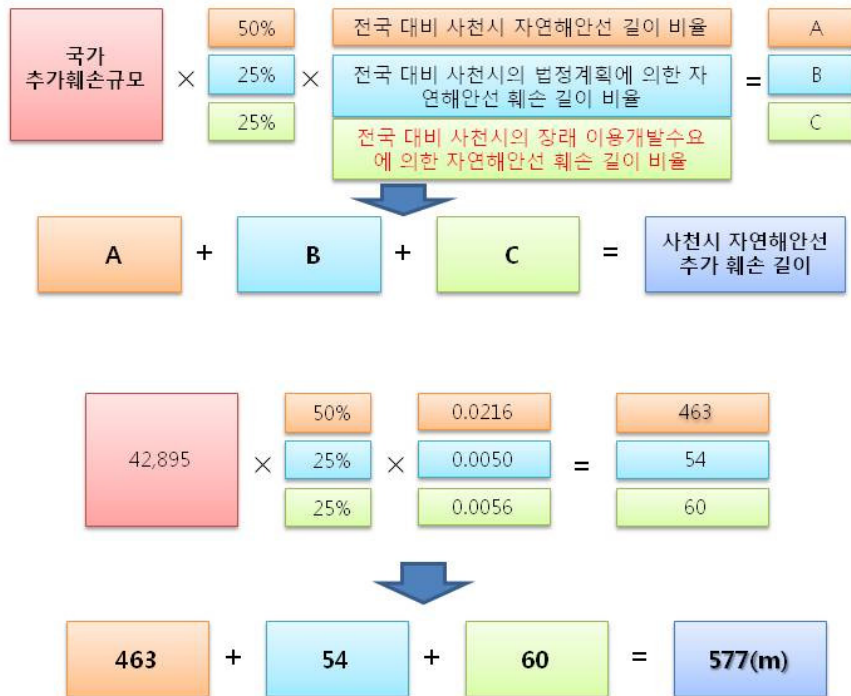 국가
추가훼손규모
×
50%
25%
25%
×
전국 대비 사천시 자연해안선 길이 비율
전국 대비 사천시의 법정계획에 의한 자
연해안선 훼손 길이 비율
전국 대비 사천시의 장래 이용개발수요
에 의한 자연해안선 훼손 길이 비율
=
A
B
C
A + B + C = 사천시 자연해안선
추가 훼손 길이
42,895
×
50%
25%
25%
×
0.0216
0.0050
0.0056
=
463
54
60
463 + 54 + 60 = 577(m)